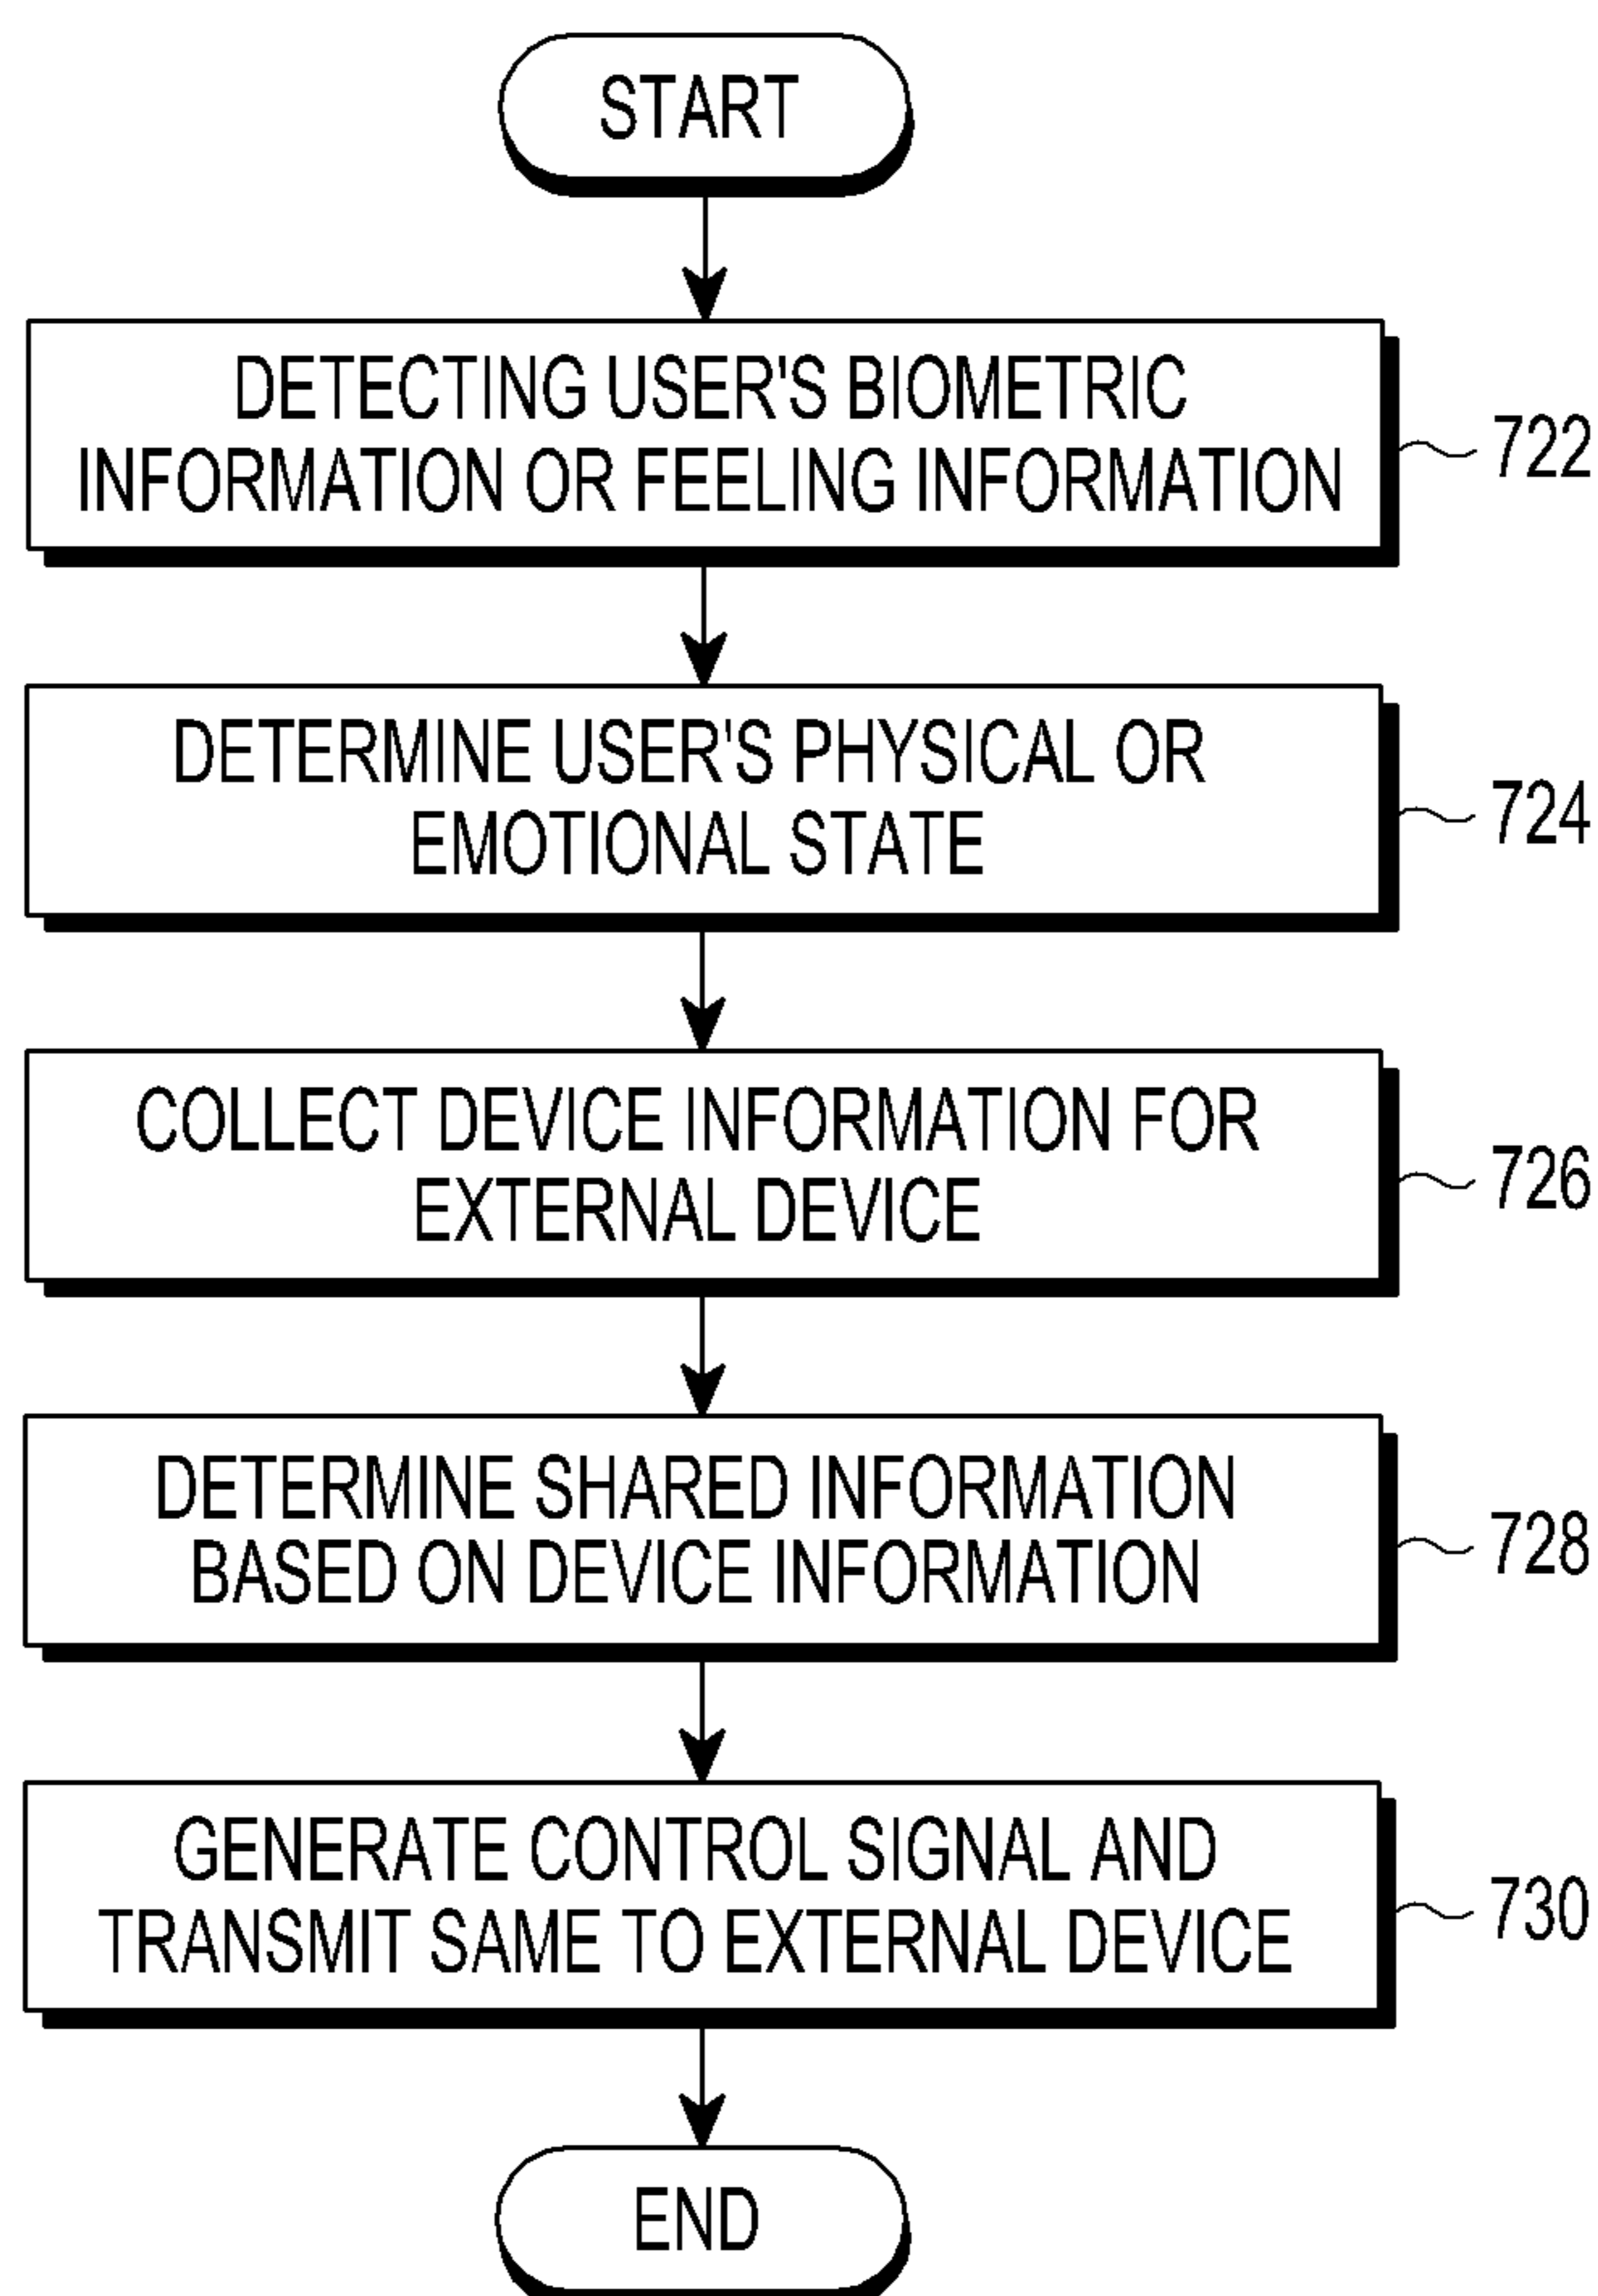 START
DETECTING USER'S BIOMETRIC
INFORMATION OR FEELING INFORMATION
722
DETERMINE USER'S PHYSICAL OR
EMOTIONAL STATE
724
COLLECT DEVICE INFORMATION FOR
EXTERNAL DEVICE
726
DETERMINE SHARED INFORMATION
BASED ON DEVICE INFORMATION
728
GENERATE CONTROL SIGNAL AND
TRANSMIT SAME TO EXTERNAL DEVICE
730
END